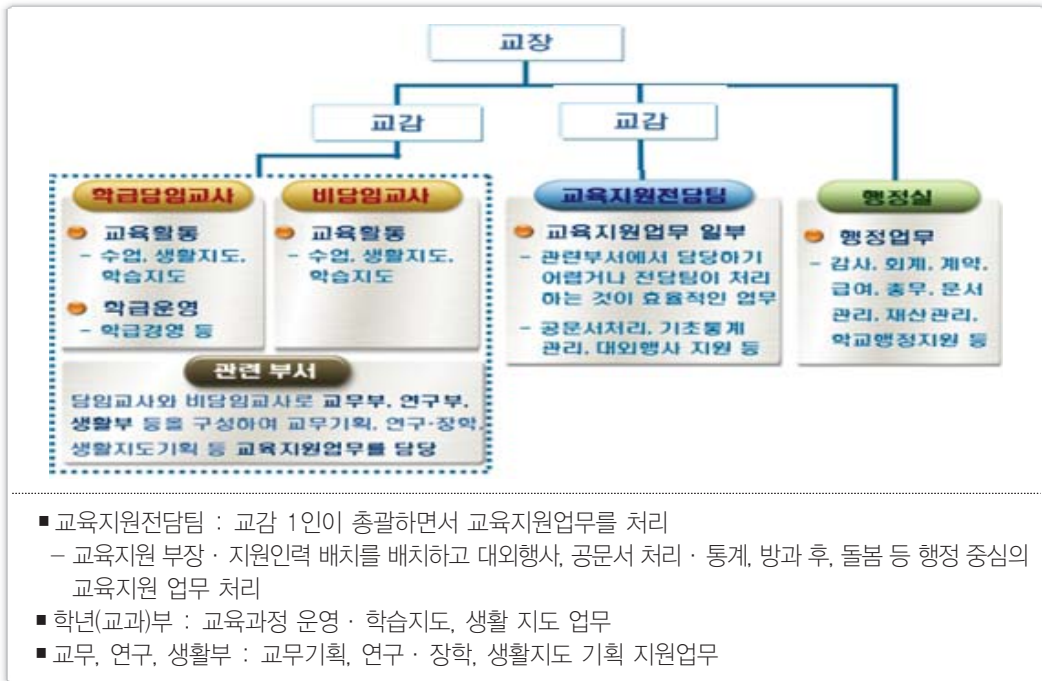 교장
교감
교감
학급담임교사
교육활동
- 수업, 생활지도,
학습지도
학급운영
- 학급경영 등
비담임교사
교육활동
- 수업, 생활지도,
학습지도
관련 부서
담임교사와 비담임교사로 교무부, 연구부,
생활부 등을 구성하여 교무기획, 연구·장학,
생활지도기획 등 교육지원업무를 담당
교육지원전담팀
교육지원업무 일부
- 관련부서에서 담당하기
어렵거나 전담팀이 처리
하는 것이 효율적인 업무
- 공문서처리, 기초통계
관리, 대외행사 지원 등
행정실
행정업무
- 감사, 회계, 계약,
급여, 총무, 문서
관리, 재산관리,
학교행정지원 등
■ 교육지원전담팀 : 교감 1인이 총괄하면서 교육지원업무를 처리
– 교육지원 부장 · 지원인력 배치를 배치하고 대외행사, 공문서 처리 · 통계, 방과 후, 돌봄 등 행정 중심의
교육지원 업무 처리
■ 학년(교과)부 : 교육과정 운영 · 학습지도, 생활 지도 업무
■ 교무, 연구, 생활부 : 교무기획, 연구 · 장학, 생활지도 기획 지원업무